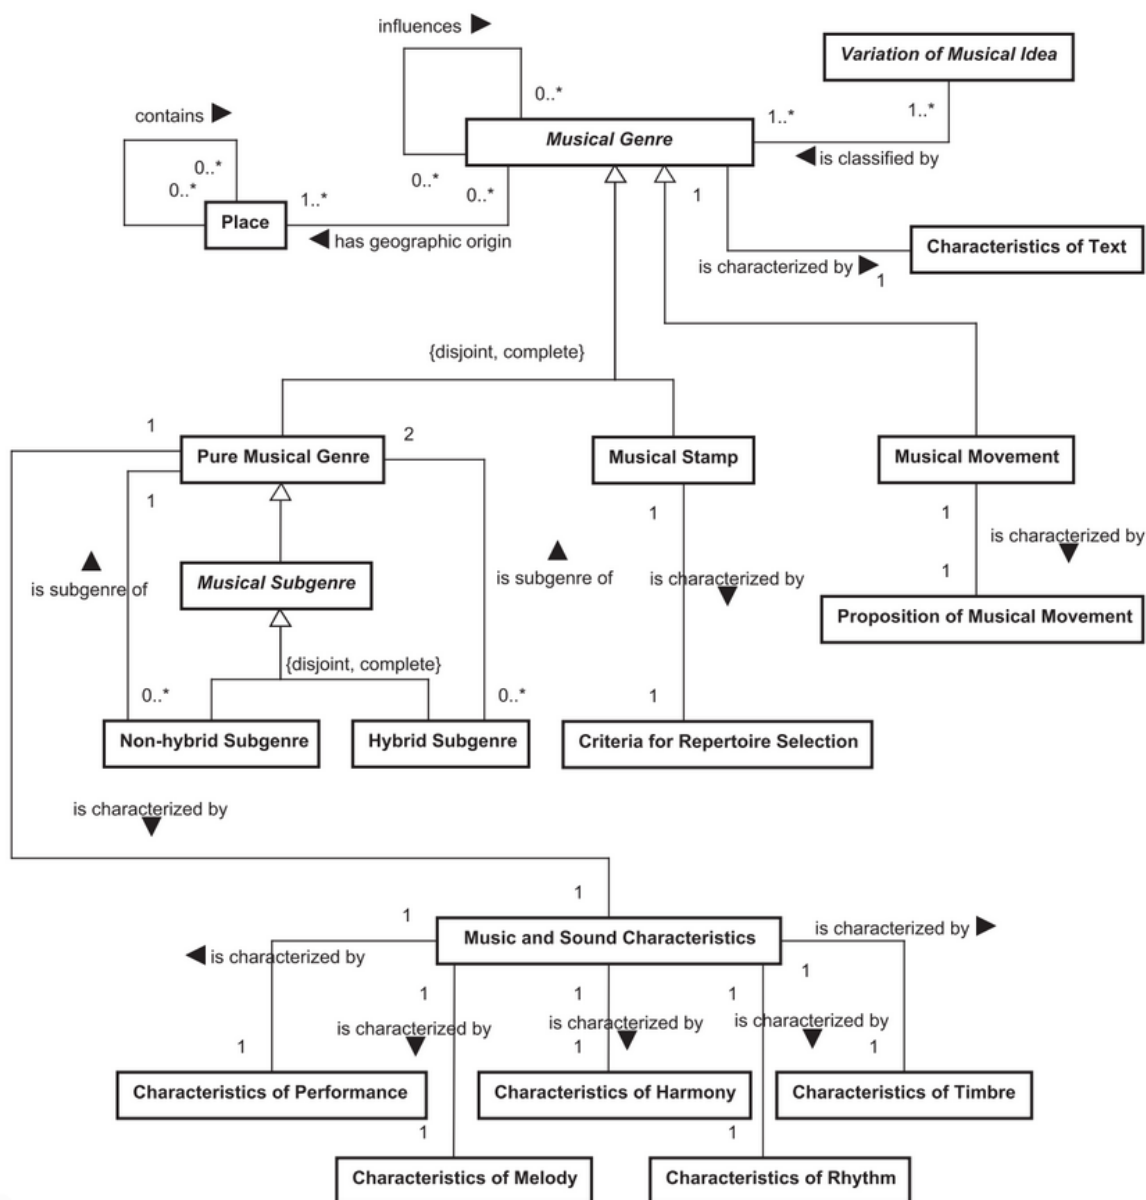 influences
Variation of Musical Idea
0..*
1..*
1..*
contains
Musical Genre
is classified by
0..*
0..*
0..*
0..*
1..*
1
Place
has geographic origin
Characteristics of Text
is characterized by
1
{disjoint, complete}
1
2
Pure Musical Genre
Musical Stamp
Musical Movement
1
1
1
is characterized by
is subgenre of
Musical Subgenre
is subgenre of
is characterized by
1
Proposition of Musical Movement
{disjoint, complete}
0..*
0..*
1
Non-hybrid Subgenre
Hybrid Subgenre
Criteria for Repertoire Selection
is characterized by
1
1
Music and Sound Characteristics
is characterized by
is characterized by
1
1
1
1
is characterized by
is characterized by
is characterized by
1
1
1
Characteristics of Performance
Characteristics of Harmony
Characteristics of Timbre
1
1
Characteristics of Melody
Characteristics of Rhythm